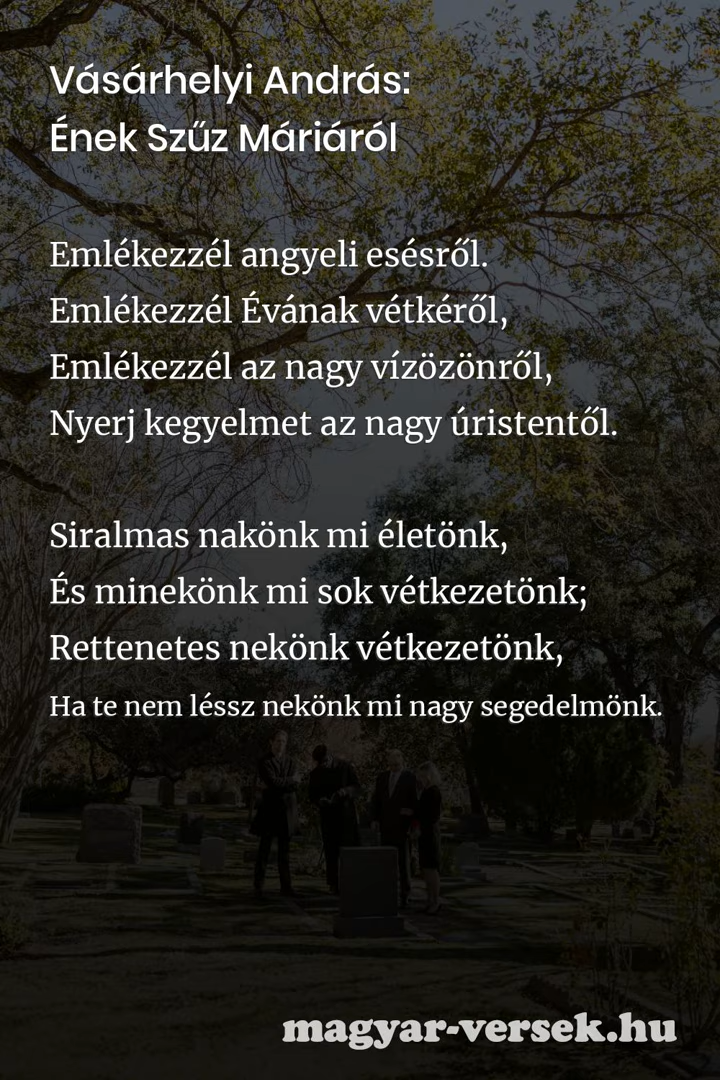 Vásárhelyi András:
Ének Szűz Máriáról
Emlékezzél angyeli esésről.
Emlékezzél Évának vétkéről,
Emlékezzél az nagy vízözönről,
Nyerj kegyelmet az nagy úristentől.
Siralmas nakönk mi életönk,
És minekönk mi sok vétkezetönk;
Rettenetes nekönk vétkezetönk,
Ha te nem léssz nekönk mi nagy segedelmönk.
magyar-versek.hu